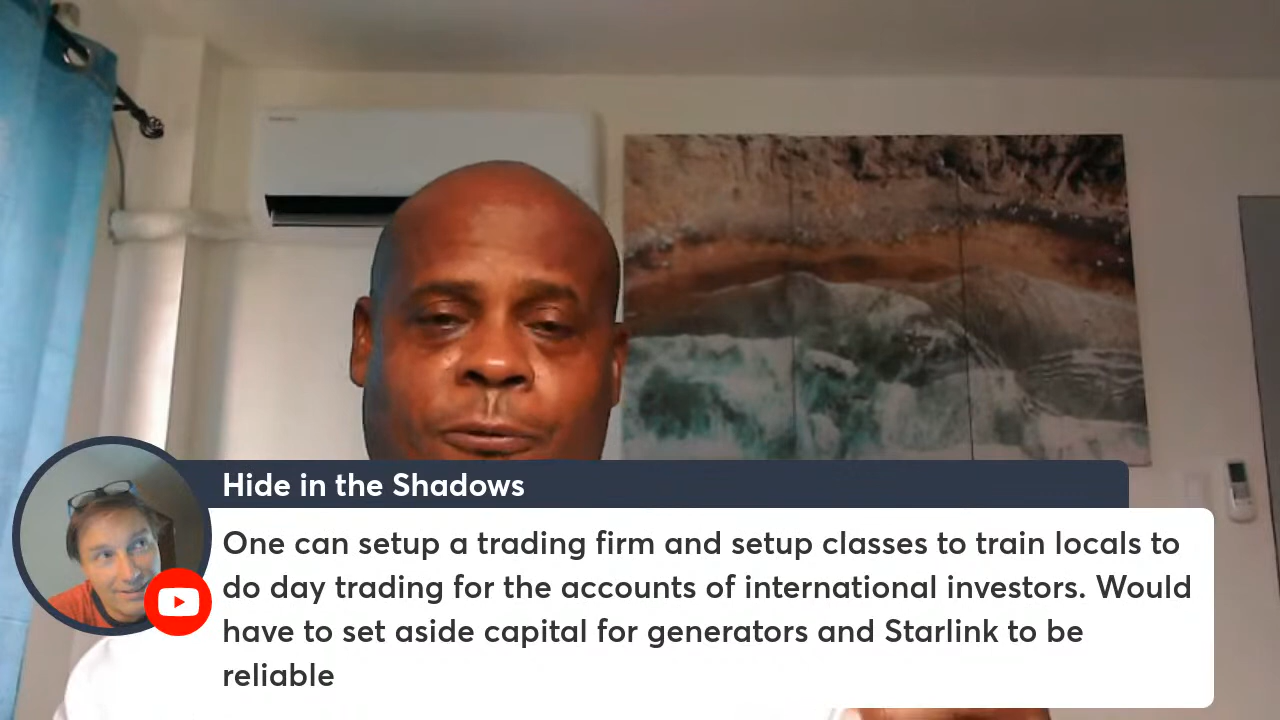 Hide in the Shadows
One can setup a trading firm and setup classes to train locals to
do day trading for the accounts of international investors. Would
have to set aside capital for generators and Starlink to be
reliable